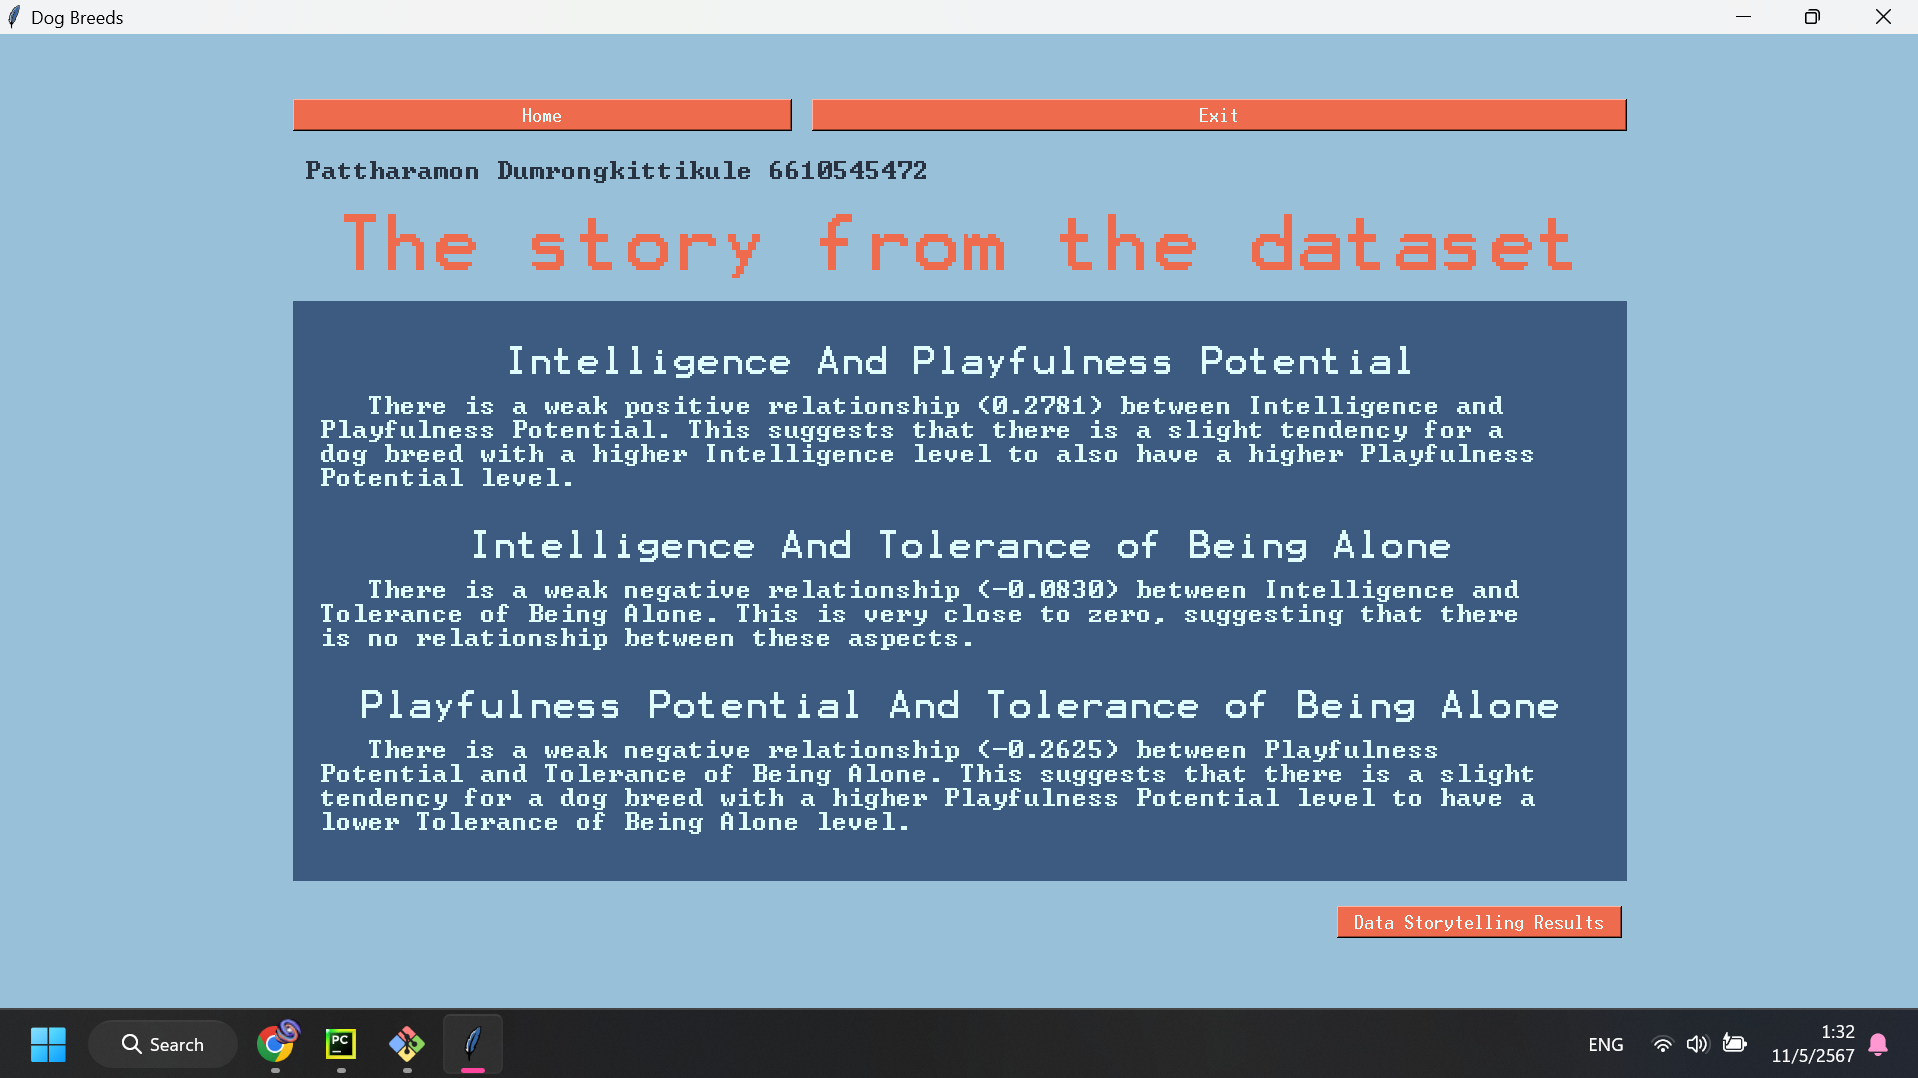 Dog Breeds
Home
Exit
Pattharamon Dumrongkittikule 6610545472
The story from the dataset
Intelligence And Playfulness Potential
There is a weak positive relationship (0.2781) between Intelligence and
Playfulness Potential. This suggests that there is a slight tendency for a
dog breed with a higher Intelligence level to also have a higher Playfulness
Potential level.
Intelligence And Tolerance of Being Alone
There is a weak negative relationship (-0.0830) between Intelligence and
Tolerance of Being Alone. This is very close to zero, suggesting that there
is no relationship between these aspects.
Playfulness Potential And Tolerance of Being Alone
There is a weak negative relationship (-0.2625) between Playfulness
Potential and Tolerance of Being Alone. This suggests that there is a slight
tendency for a dog breed with a higher Playfulness Potential level to have a
lower Tolerance of Being Alone level.
Data Storytelling Results
Search
PC
ENG
1:32
11/5/2567